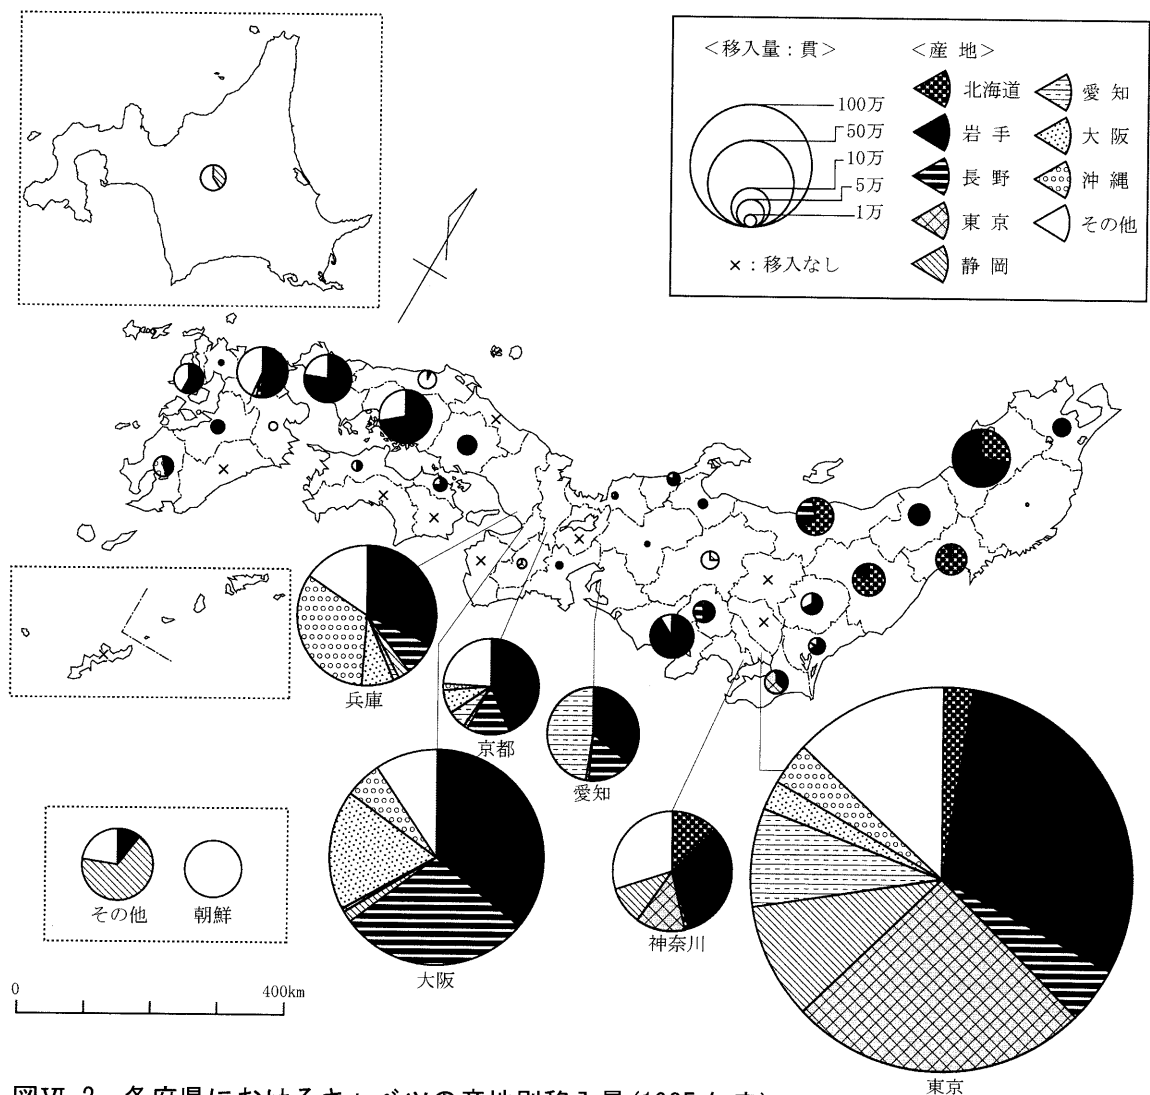 <移入量:貫>
100万
50万
10万
5万
1万
×:移入なし
<産 地>
北海道
岩 手
長 野
東 京
静 岡
愛 知
大 阪
沖 縄
その他
兵庫
京都
愛知
大阪
神奈川
東京
その他
朝鮮
0
400km